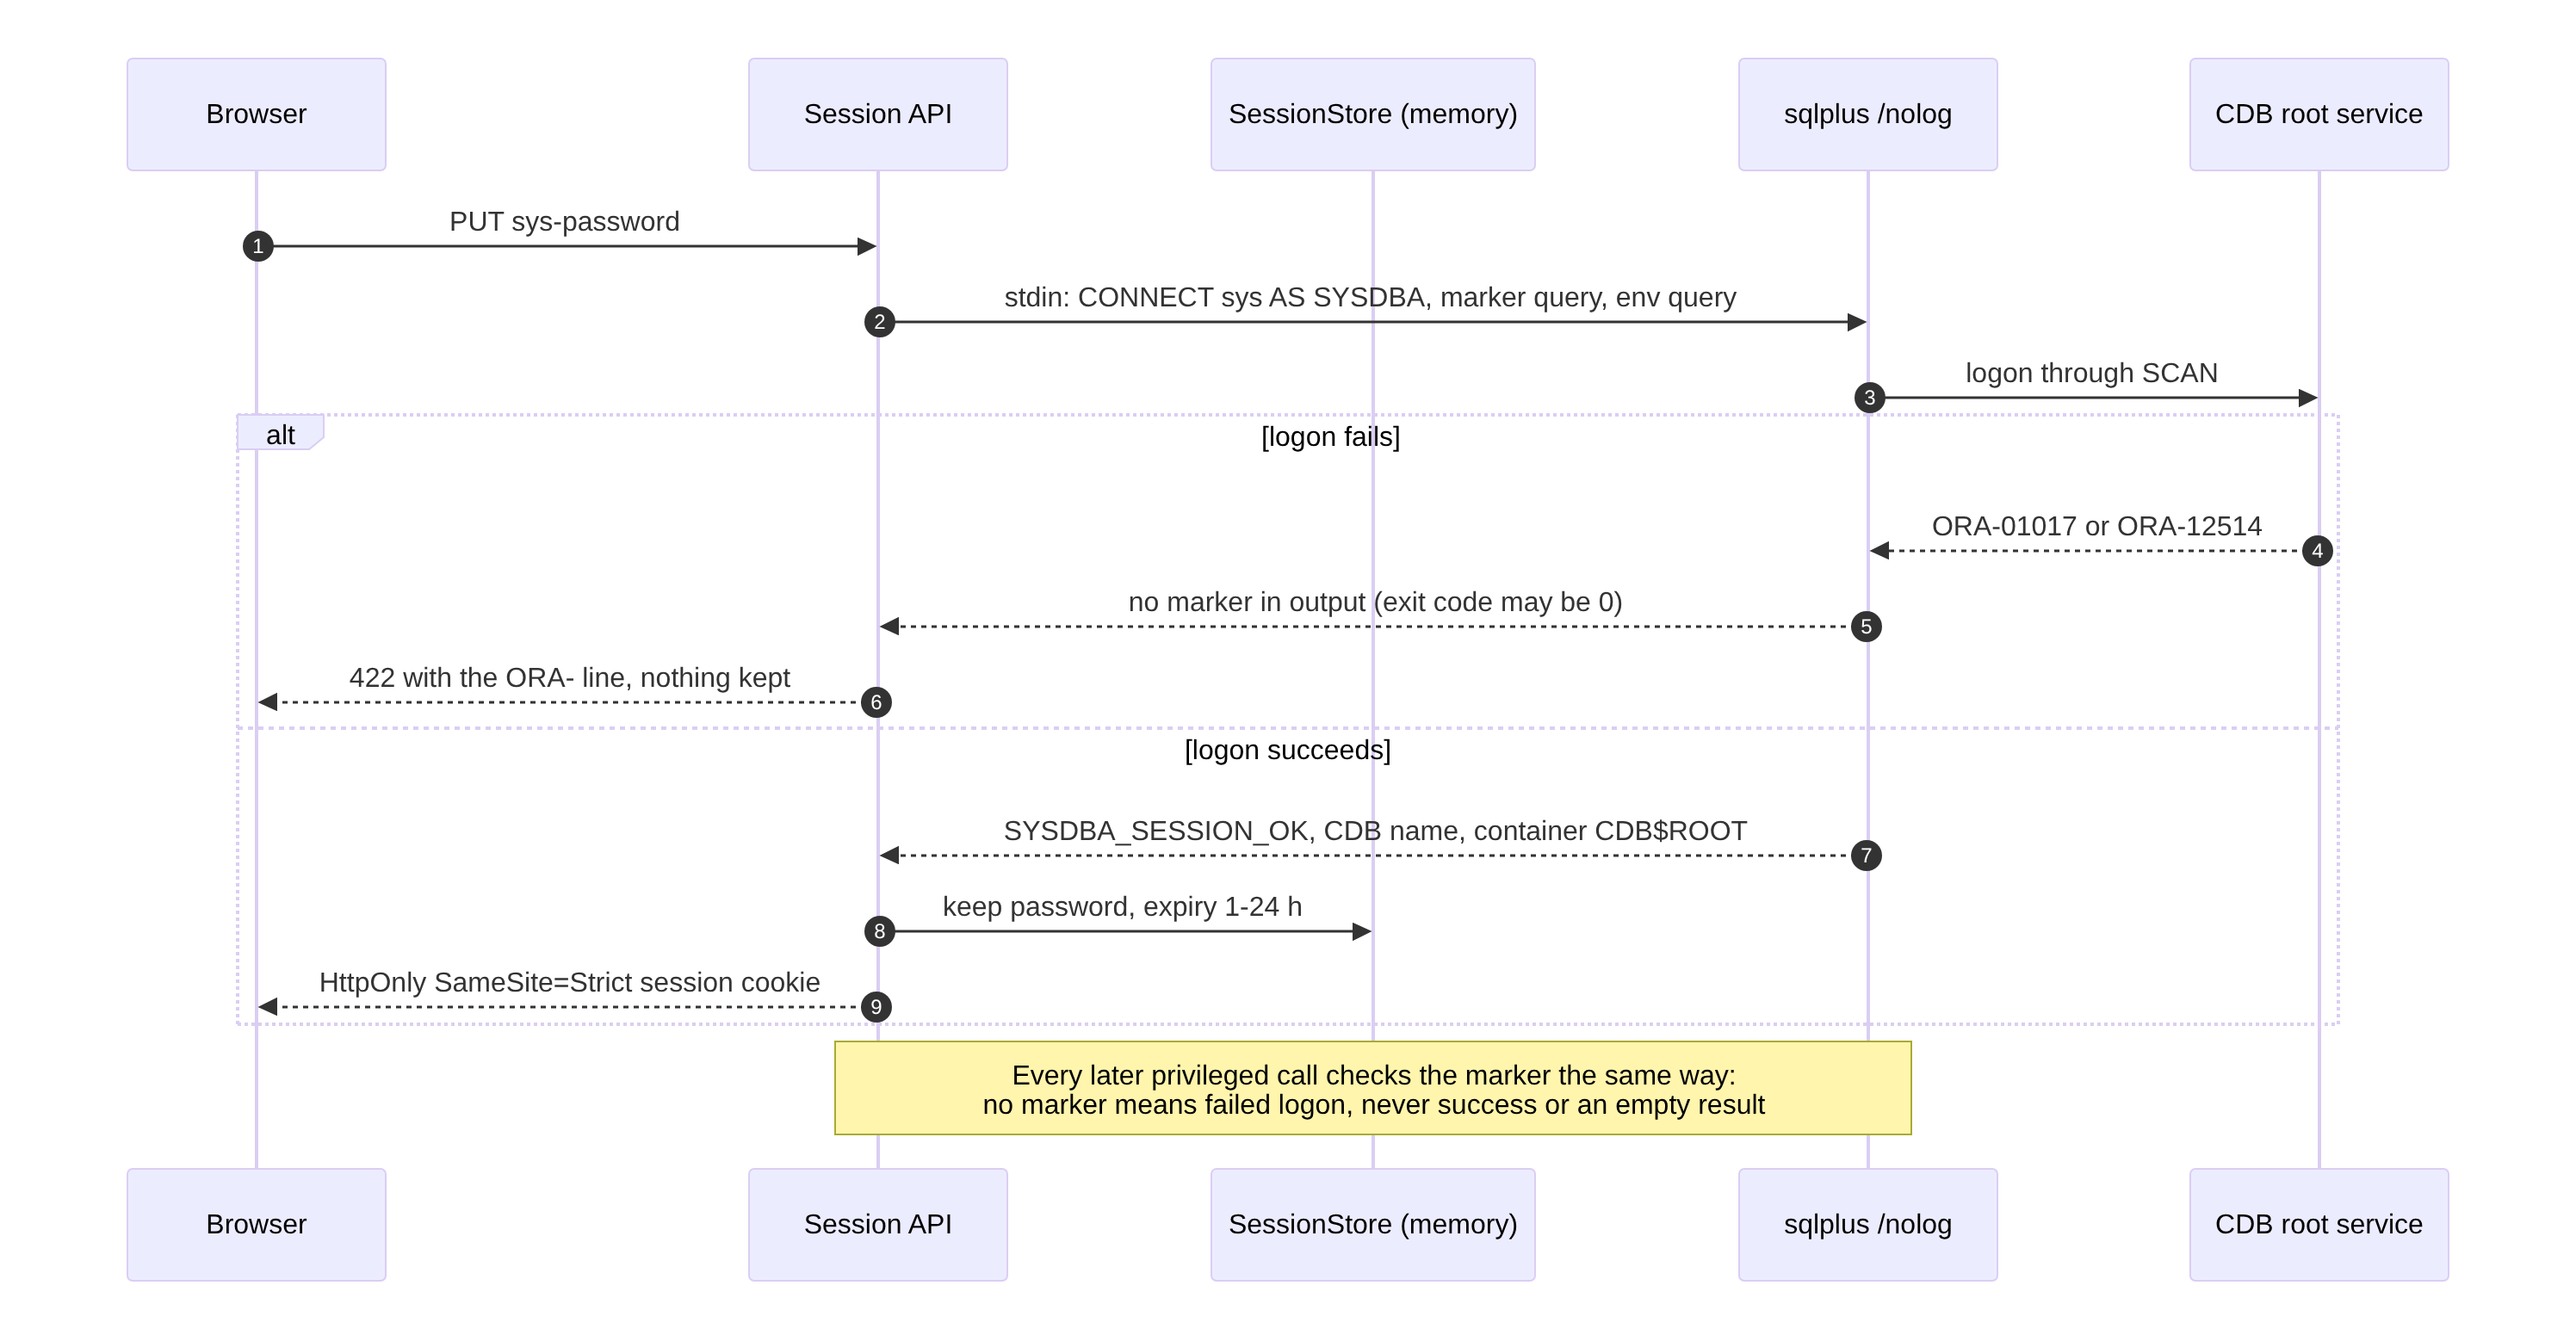 Browser
Session API
SessionStore (memory)
sqlplus /nolog
CDB root service
PUT sys-password
1
stdin: CONNECT sys AS SYSDBA, marker query, env query
2
logon through SCAN
3
alt
[logon fails]
ORA-01017 or ORA-12514
4
no marker in output (exit code may be 0)
5
422 with the ORA- line, nothing kept
6
[logon succeeds]
SYSDBA_SESSION_OK, CDB name, container CDB$ROOT
7
keep password, expiry 1-24 h
8
HttpOnly SameSite=Strict session cookie
9
Every later privileged call checks the marker the same way:
no marker means failed logon, never success or an empty result
Browser
Session API
SessionStore (memory)
sqlplus /nolog
CDB root service